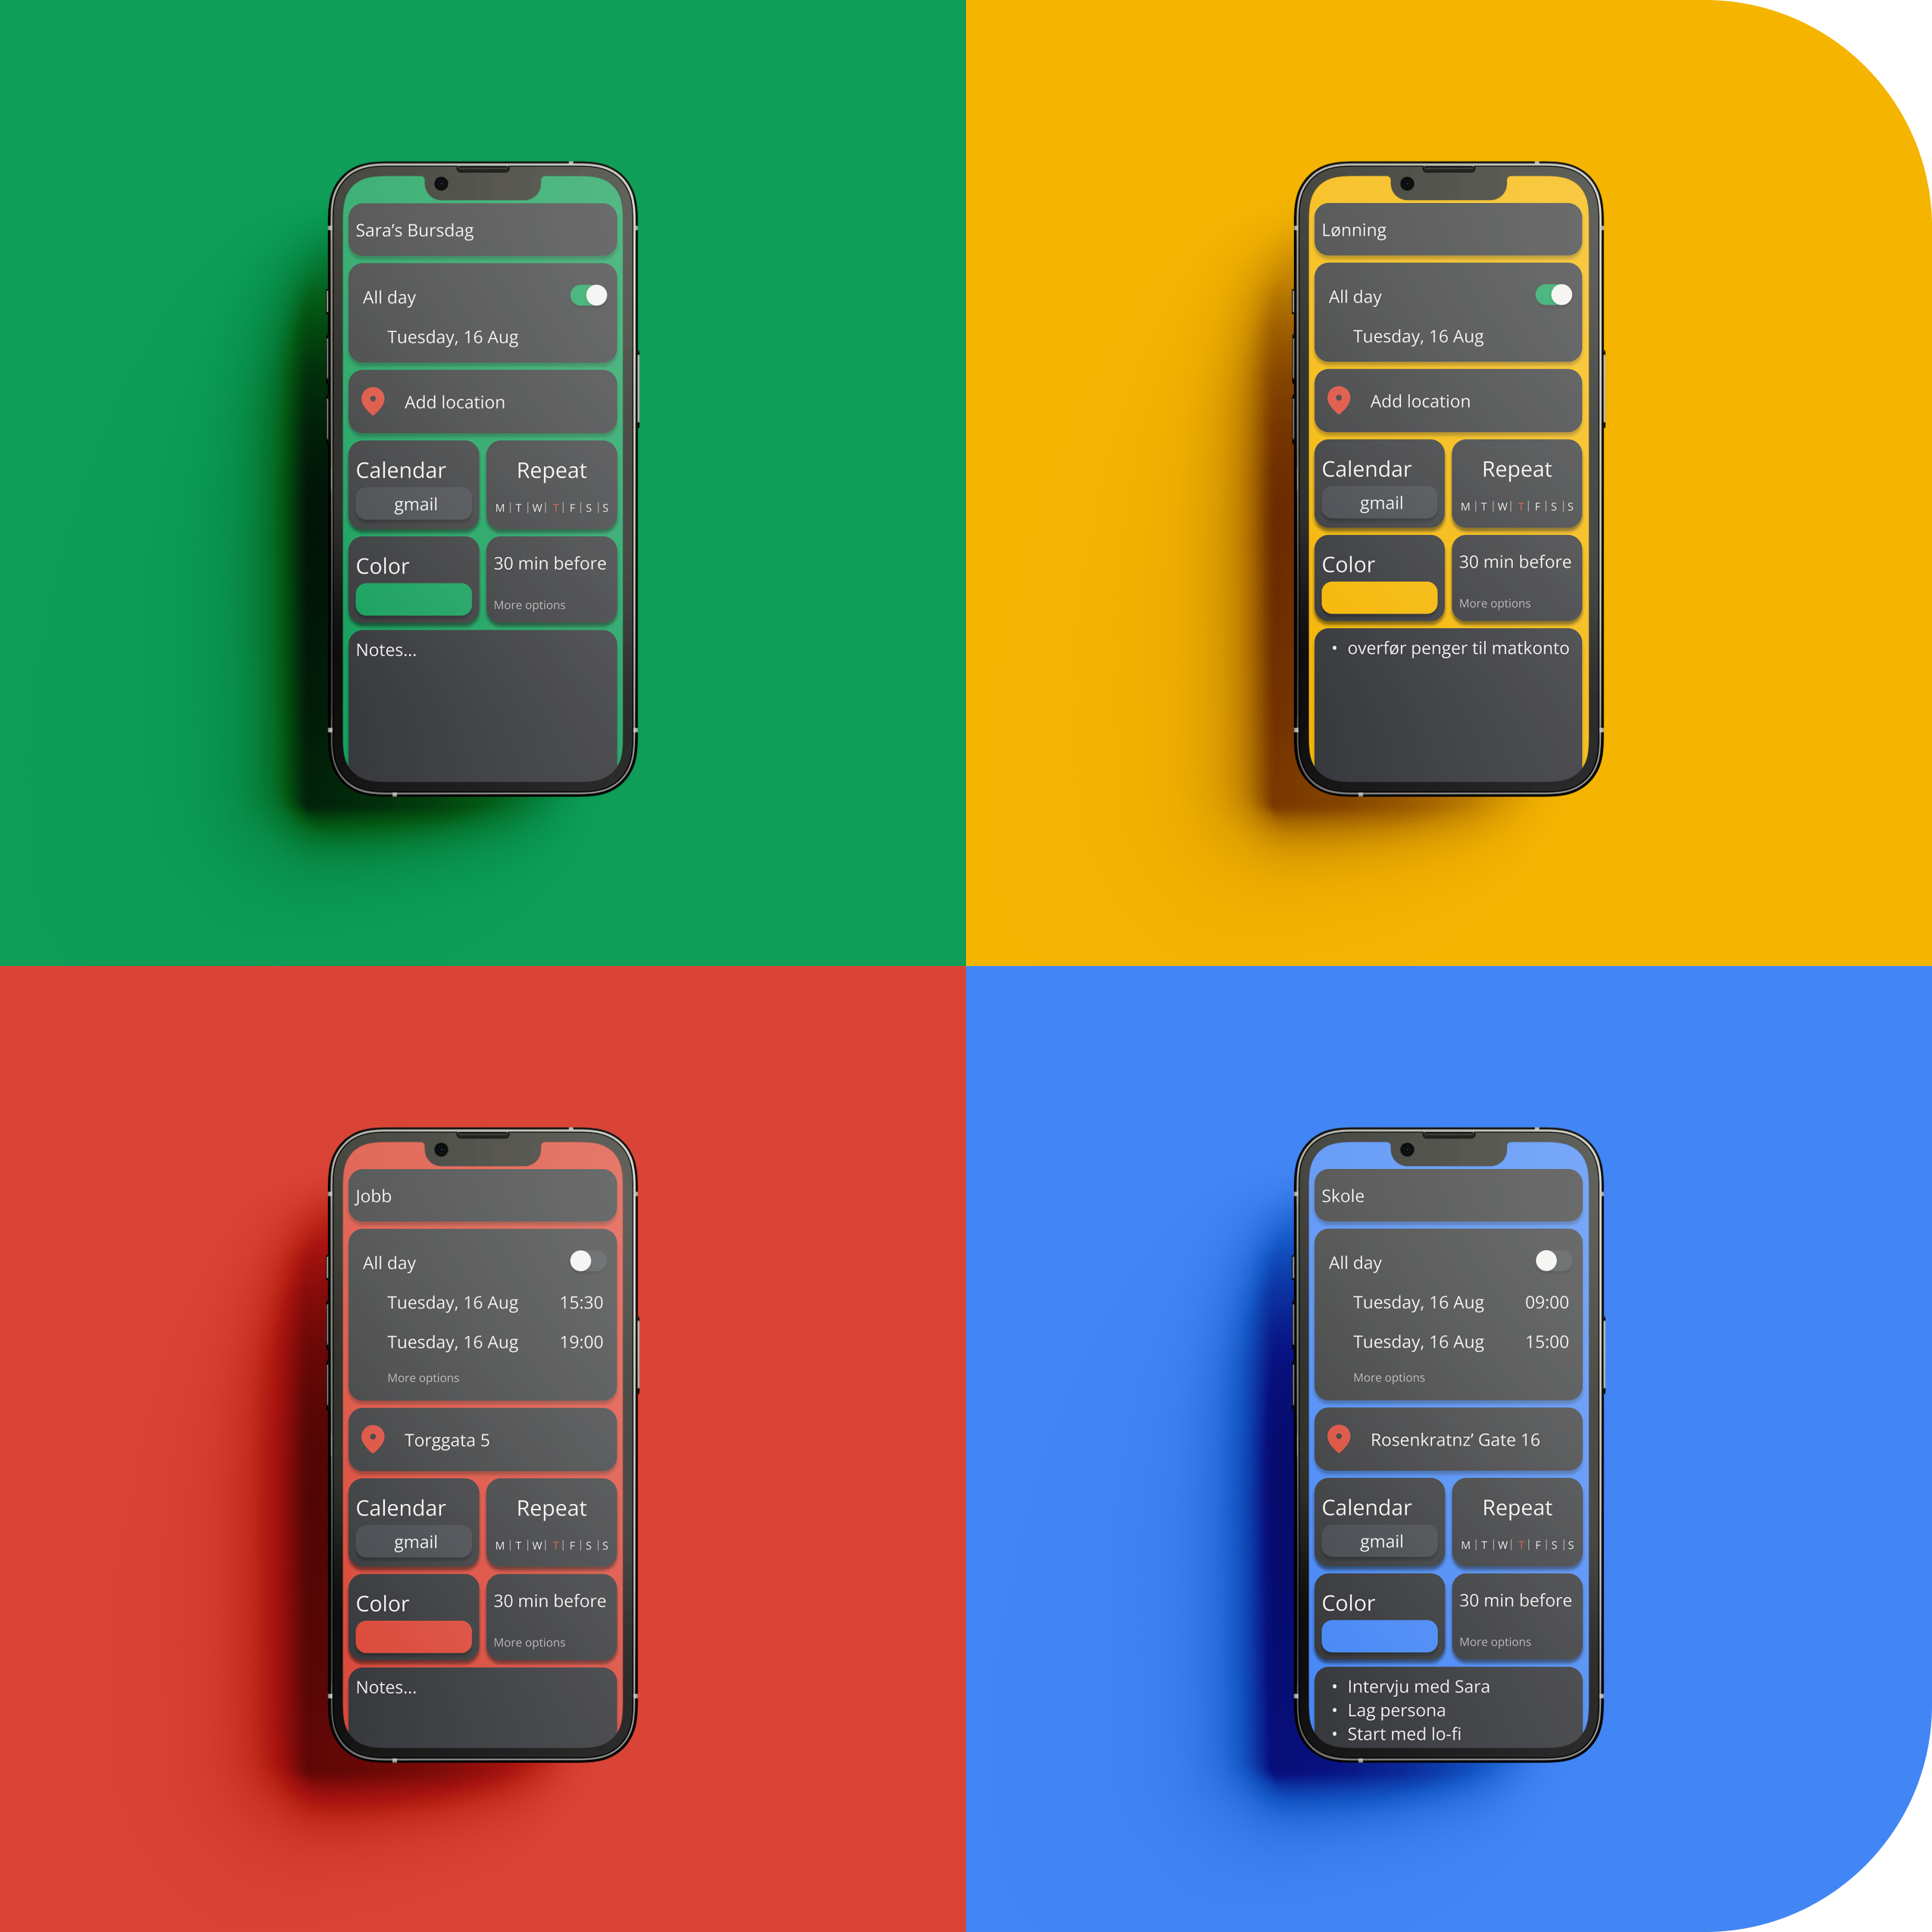 Sara's Bursdag
All day
Tuesday, 16 Aug
Add location
Calendar
gmail
Repeat
M | T | W | T | F | S | S
Color
30 min before
More options
Notes...
Lønning
All day
Tuesday, 16 Aug
Add location
Calendar
gmail
Repeat
M | T | W | T | F | S | S
Color
30 min before
More options
• overfør penger til matkonto
Jobb
All day
Tuesday, 16 Aug 15:30
Tuesday, 16 Aug 19:00
More options
Torggata 5
Calendar
gmail
Repeat
M | T | W | T | F | S | S
Color
30 min before
More options
Notes...
Skole
All day
Tuesday, 16 Aug 09:00
Tuesday, 16 Aug 15:00
More options
Rosenkratnz' Gate 16
Calendar
gmail
Repeat
M | T | W | T | F | S | S
Color
30 min before
More options
• Intervju med Sara
• Lag persona
• Start med lo-fi